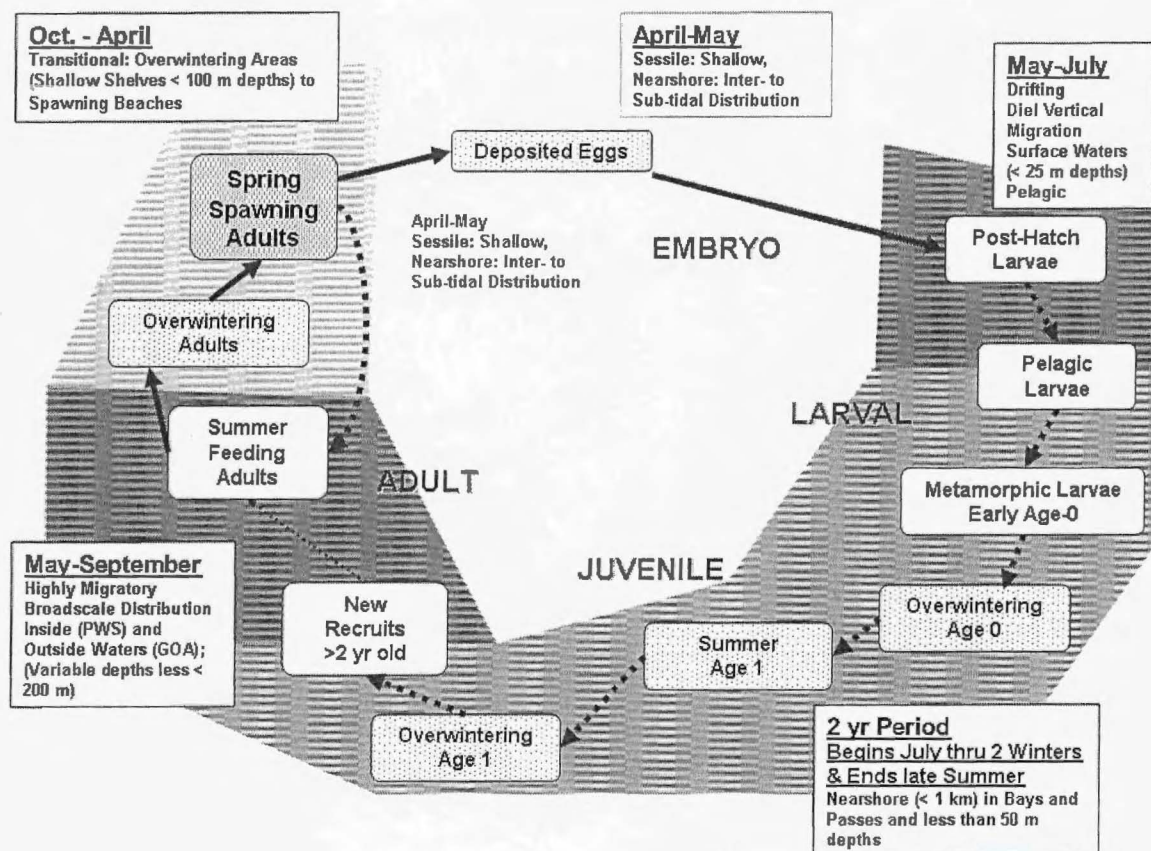 Oct. - April
Transitional: Overwintering Areas
(Shallow Shelves < 100 m depths) to
Spawning Beaches
April-May
Sessile: Shallow,
Nearshore: Inter- to
Sub-tidal Distribution
May-July
Drifting
Diel Vertical
Migration
Surface Waters
(< 25 m depths)
Pelagic
Deposited Eggs
Spring
Spawning
Adults
April-May
Sessile: Shallow,
Nearshore: Inter- to
Sub-tidal Distribution
EMBRYO
Post-Hatch
Larvae
Overwintering
Adults
Pelagic
Larvae
LARVAL
Summer
Feeding
Adults
ADULT
Metamorphic Larvae
Early Age-0
May-September
Highly Migratory
Broadscale Distribution
Inside (PWS) and
Outside Waters (GOA);
(Variable depths less <
200 m)
JUVENILE
New
Recruits
>2 yr old
Overwintering
Age 0
Summer
Age 1
Overwintering
Age 1
2 yr Period
Begins July thru 2 Winters
& Ends late Summer
Nearshore (< 1 km) in Bays and
Passes and less than 50 m
depths